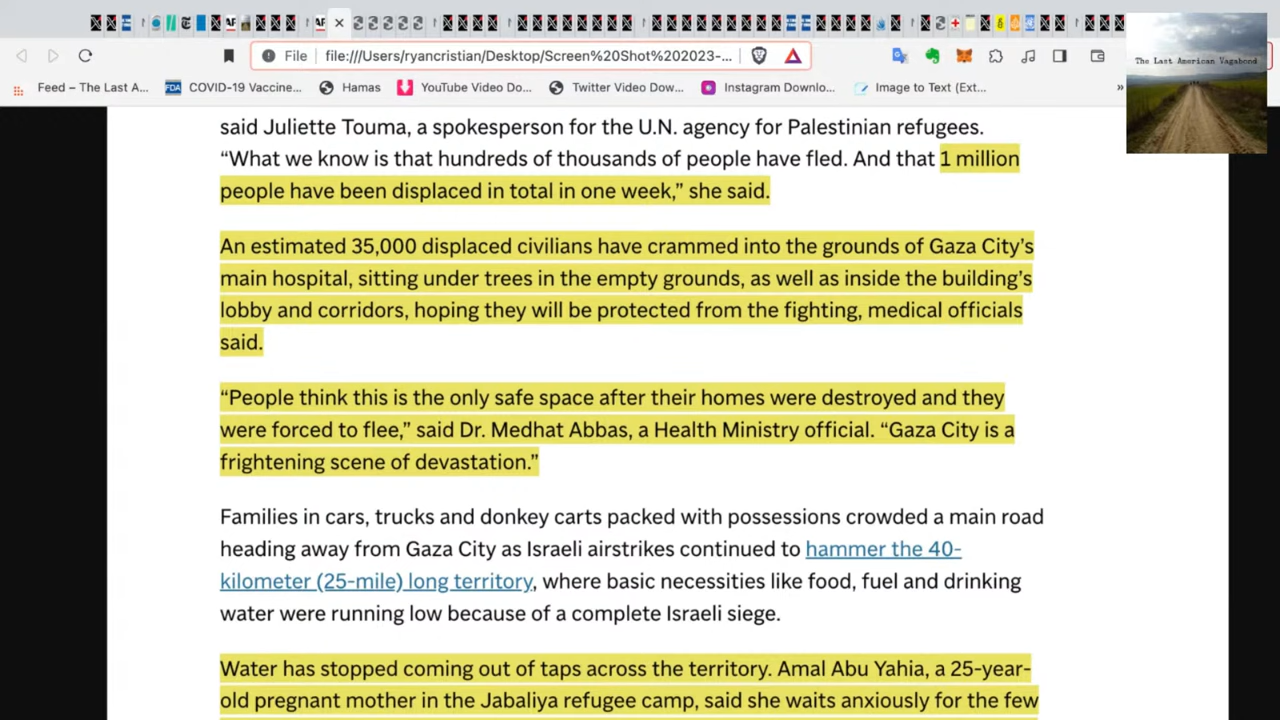 File
file:///Users/ryancristian/Desktop/Screen%20Shot%202023-...
Feed – The Last A...
COVID-19 Vaccine...
Hamas
YouTube Video Do...
Twitter Video Dow...
Instagram Downlo...
Image to Text (Ext...
»
The Last American Vagabond
said Juliette Touma, a spokesperson for the U.N. agency for Palestinian refugees.
“What we know is that hundreds of thousands of people have fled. And that 1 million
people have been displaced in total in one week,” she said.
An estimated 35,000 displaced civilians have crammed into the grounds of Gaza City’s
main hospital, sitting under trees in the empty grounds, as well as inside the building’s
lobby and corridors, hoping they will be protected from the fighting, medical officials
said.
“People think this is the only safe space after their homes were destroyed and they
were forced to flee,” said Dr. Medhat Abbas, a Health Ministry official. “Gaza City is a
frightening scene of devastation.”
Families in cars, trucks and donkey carts packed with possessions crowded a main road
heading away from Gaza City as Israeli airstrikes continued to hammer the 40-
kilometer (25-mile) long territory, where basic necessities like food, fuel and drinking
water were running low because of a complete Israeli siege.
Water has stopped coming out of taps across the territory. Amal Abu Yahia, a 25-year-
old pregnant mother in the Jabaliya refugee camp, said she waits anxiously for the few